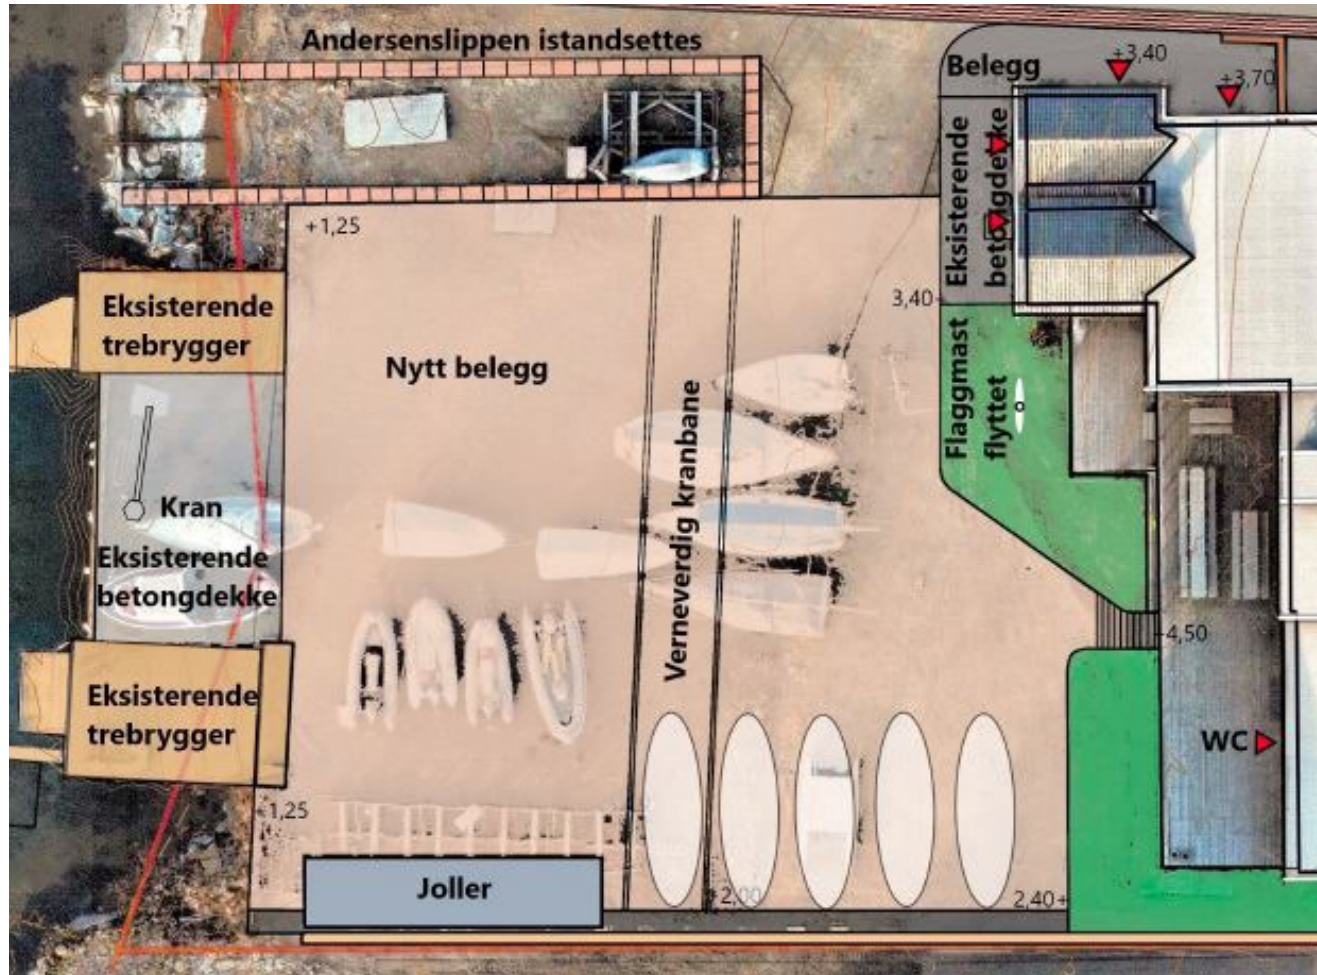 Andersenslippen istandsettes
Belegg
+3,40
+3,70
Eksisterende
betongdekke
+1,25
Eksisterende
trebrygger
3,40+
Nytt belegg
Flaggmast
flyttet
Verneverdig kranbane
Kran
Eksisterende
betongdekke
+4,50
Eksisterende
trebrygger
WC
+1,25
Joller
+2,00
2,40+